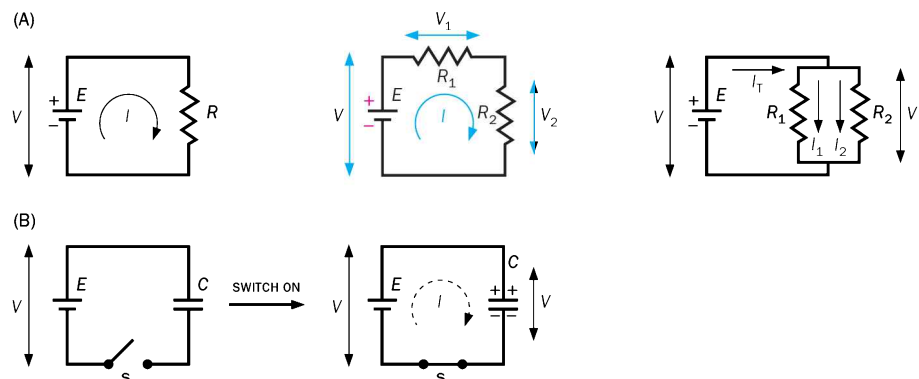 (A)
V + − E I R
V + − E I V₁ R₁ R₂ V₂
V + − E I_T R₁ I₁ I₂ R₂ V
(B)
V E C S
SWITCH ON
V E I C + + − − V S